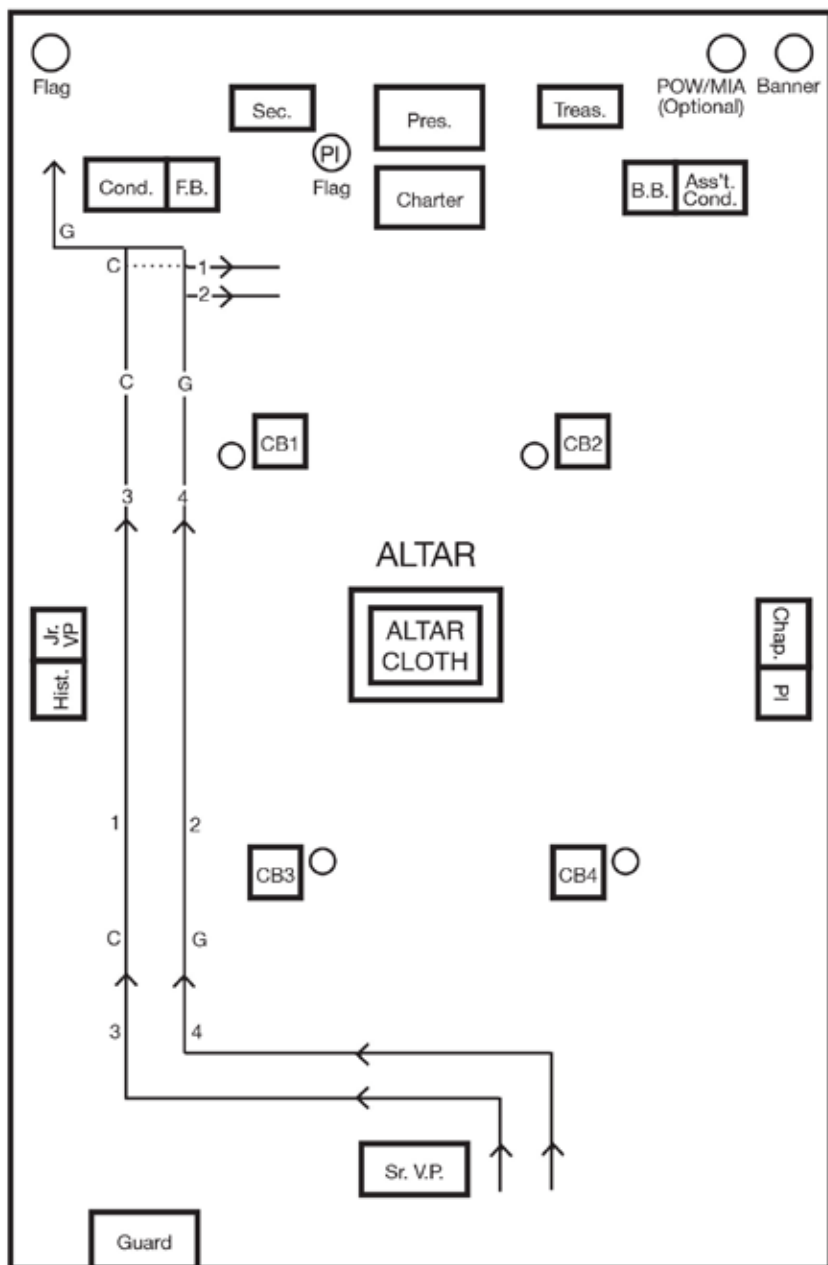 Flag
POW/MIA
(Optional)
Banner
Sec.
Pres.
Treas.
PI
Flag
Cond.
F.B.
Charter
B.B.
Ass't.
Cond.
G
C
1
2
C
G
CB1
CB2
3
4
ALTAR
ALTAR
CLOTH
Jr.
VP
Hist.
Chap.
PI
1
2
CB3
CB4
C
G
3
4
Sr. V.P.
Guard